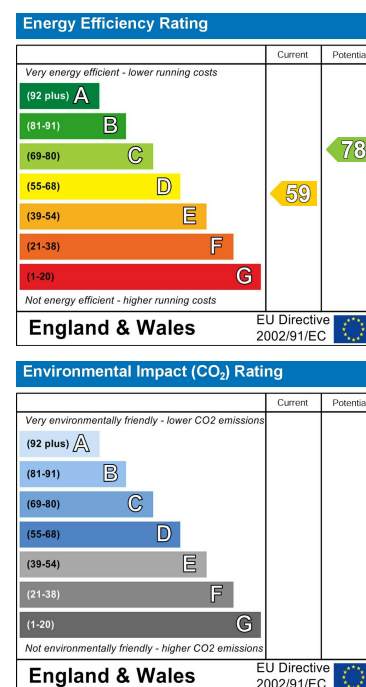 Energy Efficiency Rating
Current Potentia
Very energy efficient - lower running costs
(92 plus) A
(81-91) B
(69-80) C
78
(55-68) D
59
(39-54) E
(21-38) F
(1-20) G
Not energy efficient - higher running costs
England & Wales
EU Directive
2002/91/EC
Environmental Impact (CO₂) Rating
Current Potentia
Very environmentally friendly - lower CO2 emissions
(92 plus) A
(81-91) B
(69-80) C
(55-68) D
(39-54) E
(21-38) F
(1-20) G
Not environmentally friendly - higher CO2 emissions
England & Wales
EU Directive
2002/91/EC